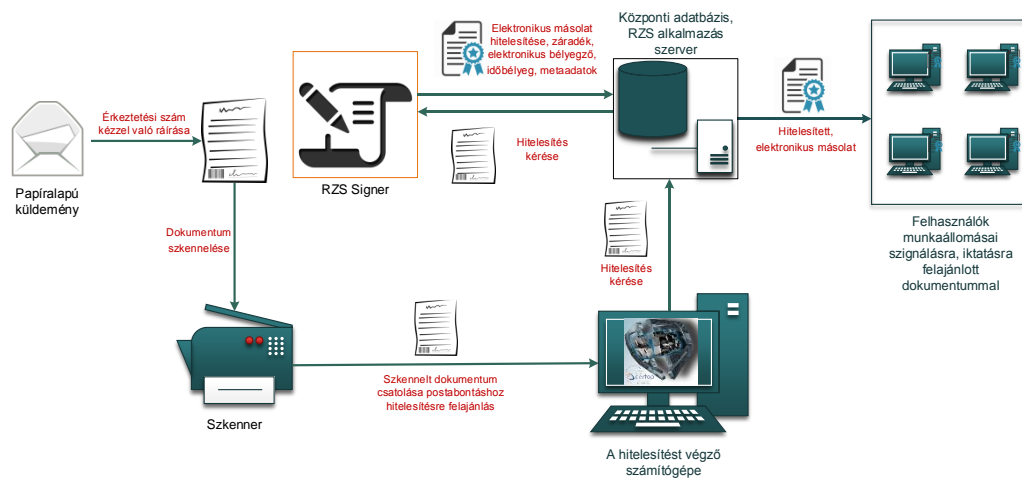 Központi adatbázis,
RZS alkalmazás
szerver
Elektronikus másolat
hitelesítése, záradék,
elektronikus bélyegző,
időbélyeg, metaadatok
Érkeztetési szám
kézzel való ráírása
Hitelesítés
kérése
Hitelesített,
elektronikus másolat
Papíralapú
küldemény
RZS Signer
Felhasználók
munkaállomásai
szignálásra, iktatásra
felajánlott
dokumentummal
Dokumentum
szkennelése
Hitelesítés
kérése
Szkennelt dokumentum
csatolása postabontáshoz
hitelesítésre felajánlás
Szkenner
A hitelesítést végző
számítógépe